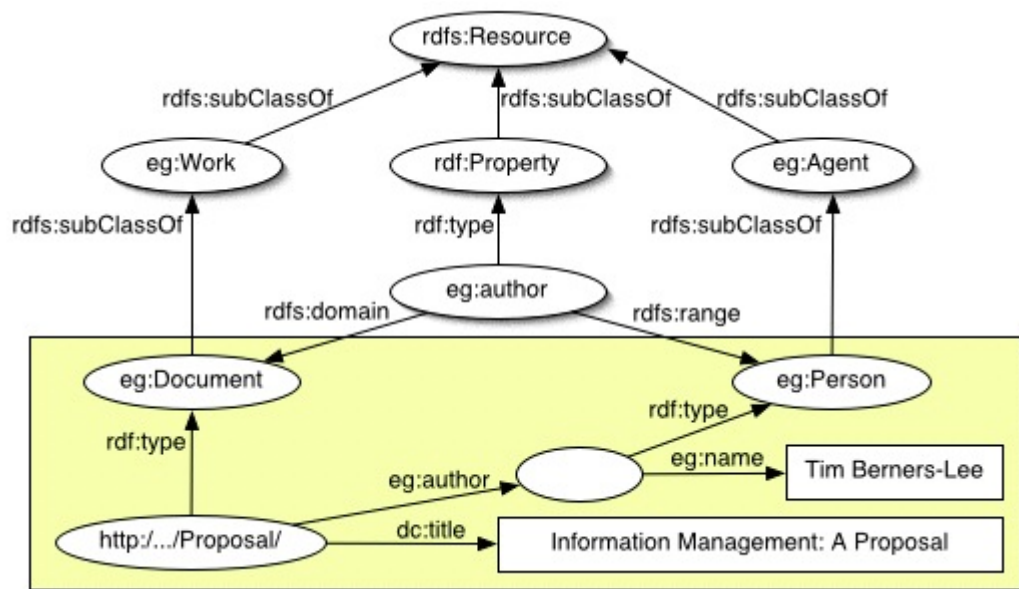 rdfs:Resource
rdfs:subClassOf
rdfs:subClassOf
rdfs:subClassOf
eg:Work
rdf:Property
eg:Agent
rdfs:subClassOf
rdf:type
rdfs:subClassOf
eg:author
rdfs:domain
rdfs:range
eg:Document
eg:Person
rdf:type
rdf:type
eg:author
eg:name
Tim Berners-Lee
http:/.../Proposal/
dc:title
Information Management: A Proposal